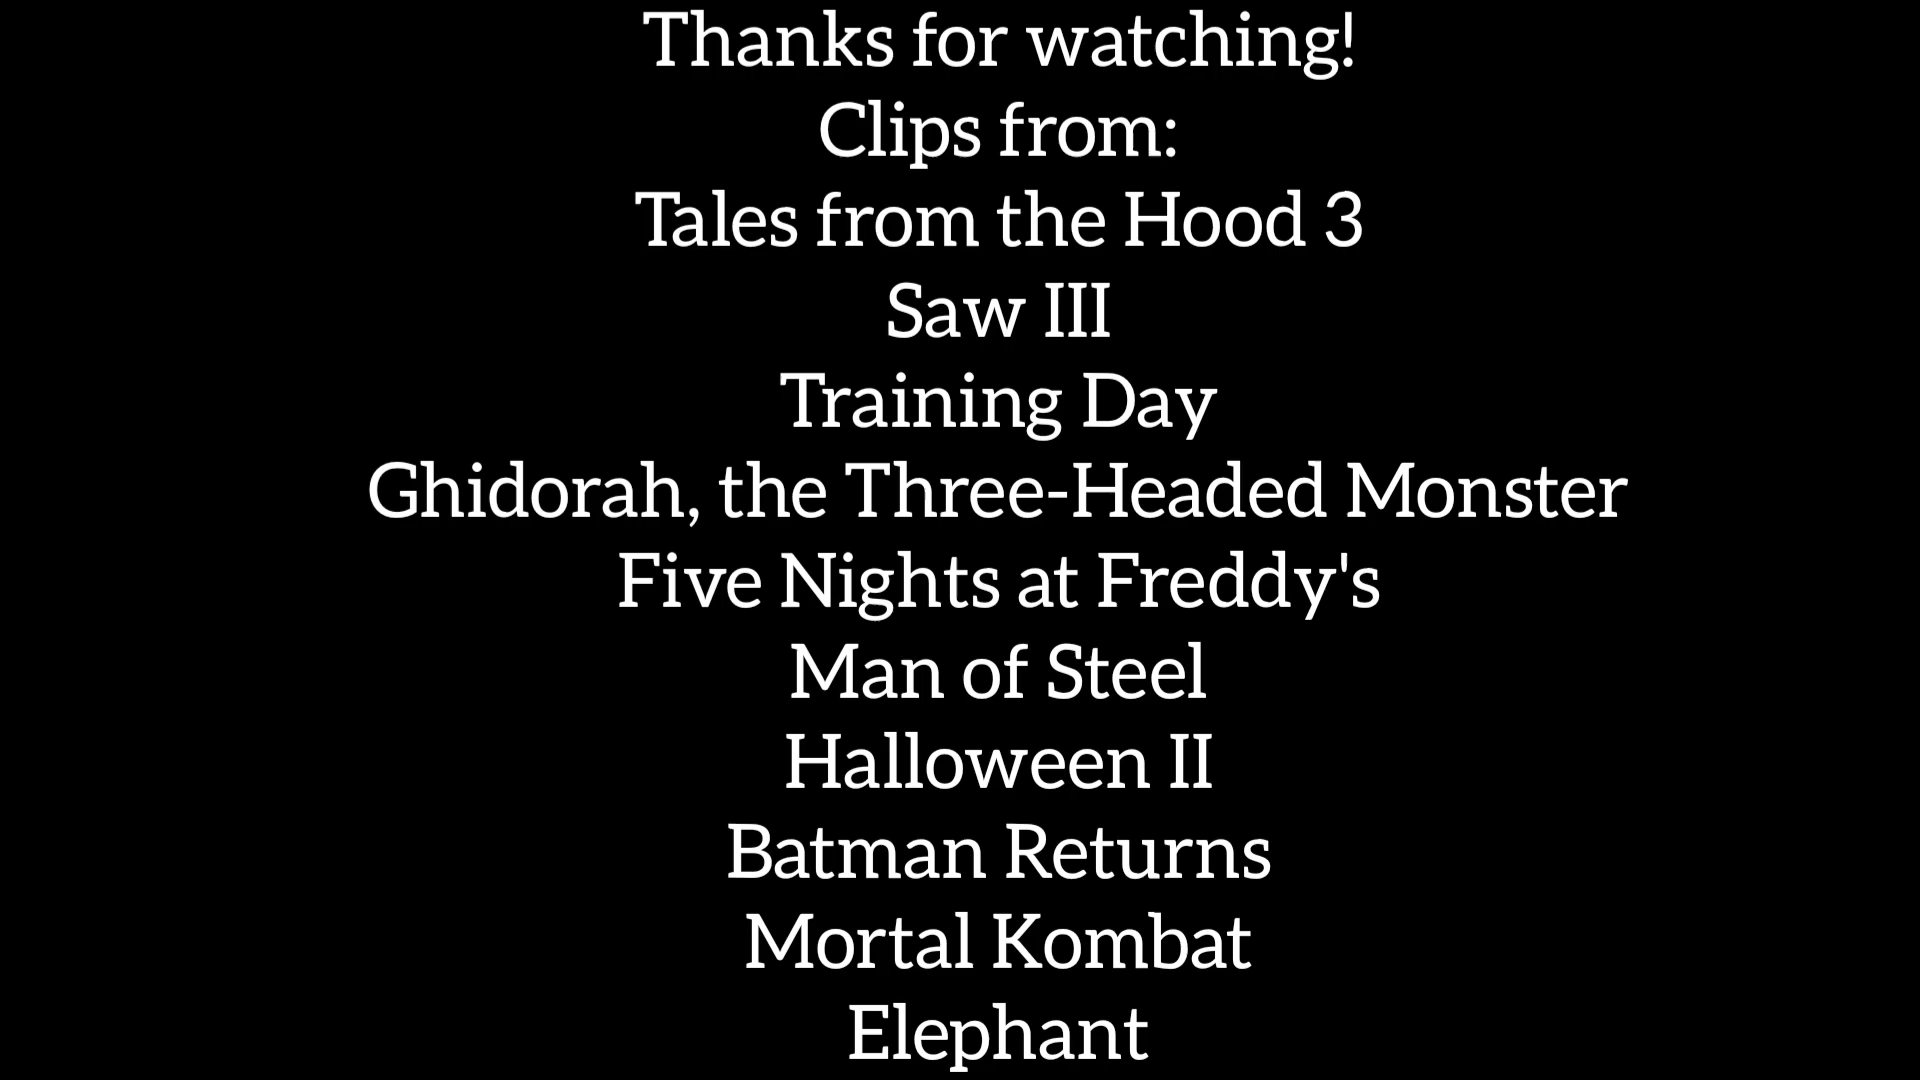 Thanks for watching!
Clips from:
Tales from the Hood 3
Saw III
Training Day
Ghidorah, the Three-Headed Monster
Five Nights at Freddy's
Man of Steel
Halloween II
Batman Returns
Mortal Kombat
Elephant